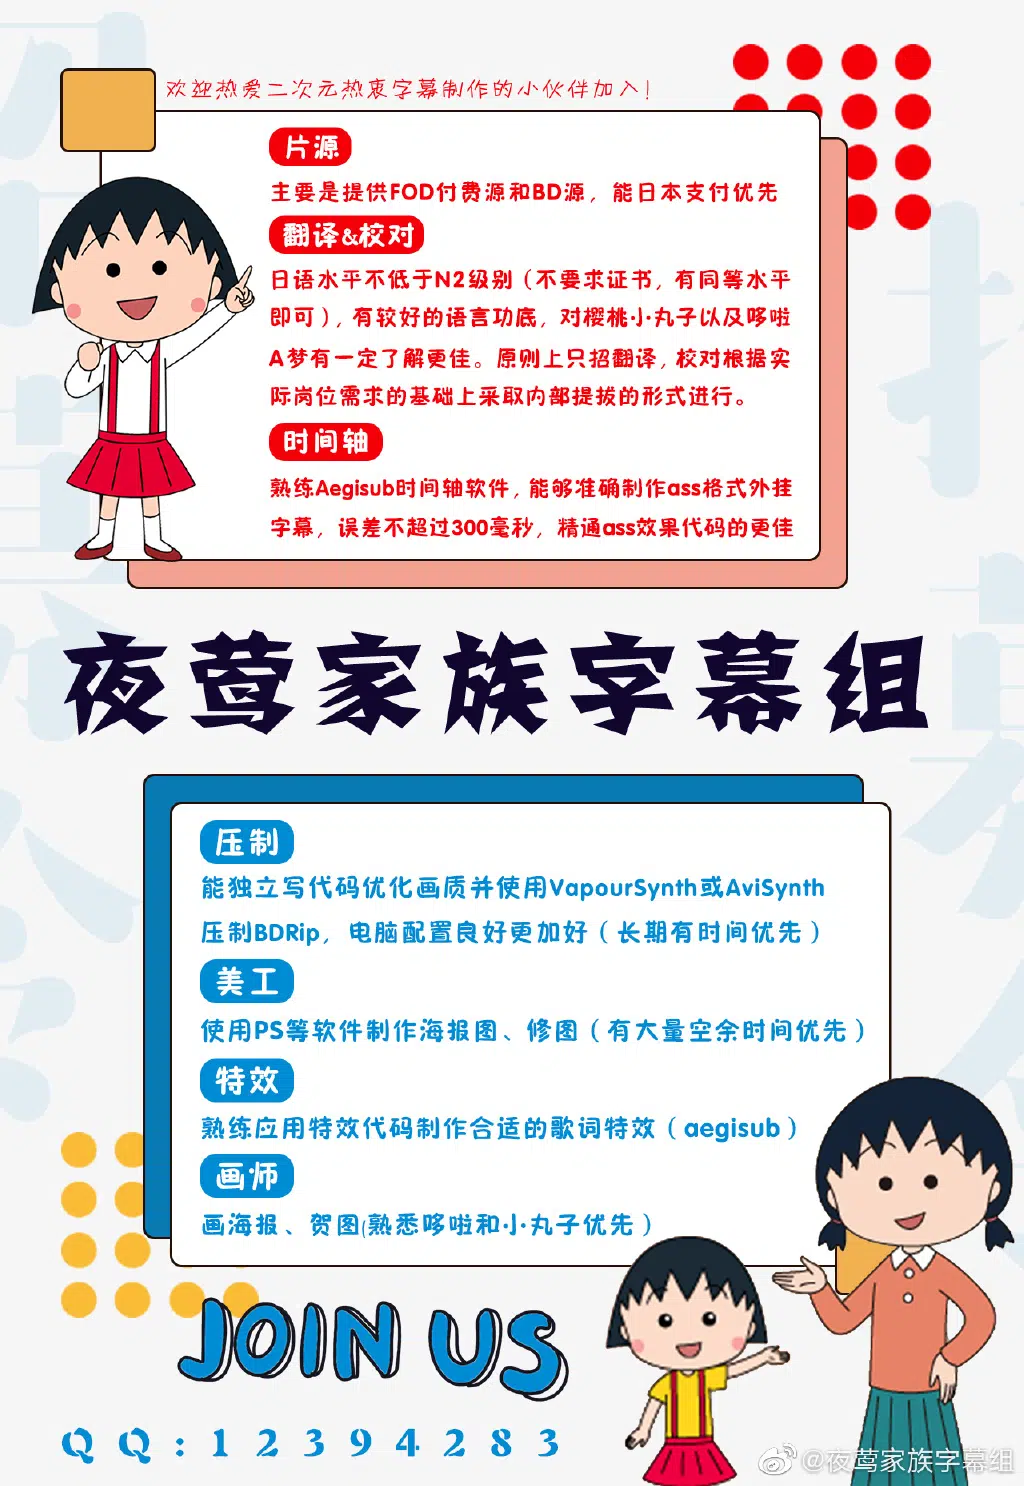 欢迎热爱二次元热衷字幕制作的小伙伴加入！
片源
主要是提供FOD付费源和BD源，能日本支付优先
翻译&校对
日语水平不低于N2级别（不要求证书，有同等水平
即可），有较好的语言功底，对樱桃小丸子以及哆啦
A梦有一定了解更佳。原则上只招翻译，校对根据实
际岗位需求的基础上采取内部提拔的形式进行。
时间轴
熟练Aegisub时间轴软件，能够准确制作ass格式外挂
字幕，误差不超过300毫秒，精通ass效果代码的更佳
夜莺家族字幕组
压制
能独立写代码优化画质并使用VapourSynth或AviSynth
压制BDRip，电脑配置良好更加好（长期有时间优先）
美工
使用PS等软件制作海报图、修图（有大量空余时间优先）
特效
熟练应用特效代码制作合适的歌词特效（aegisub）
画师
画海报、贺图(熟悉哆啦和小丸子优先）
JOIN US
QQ:12394283
@夜莺家族字幕组